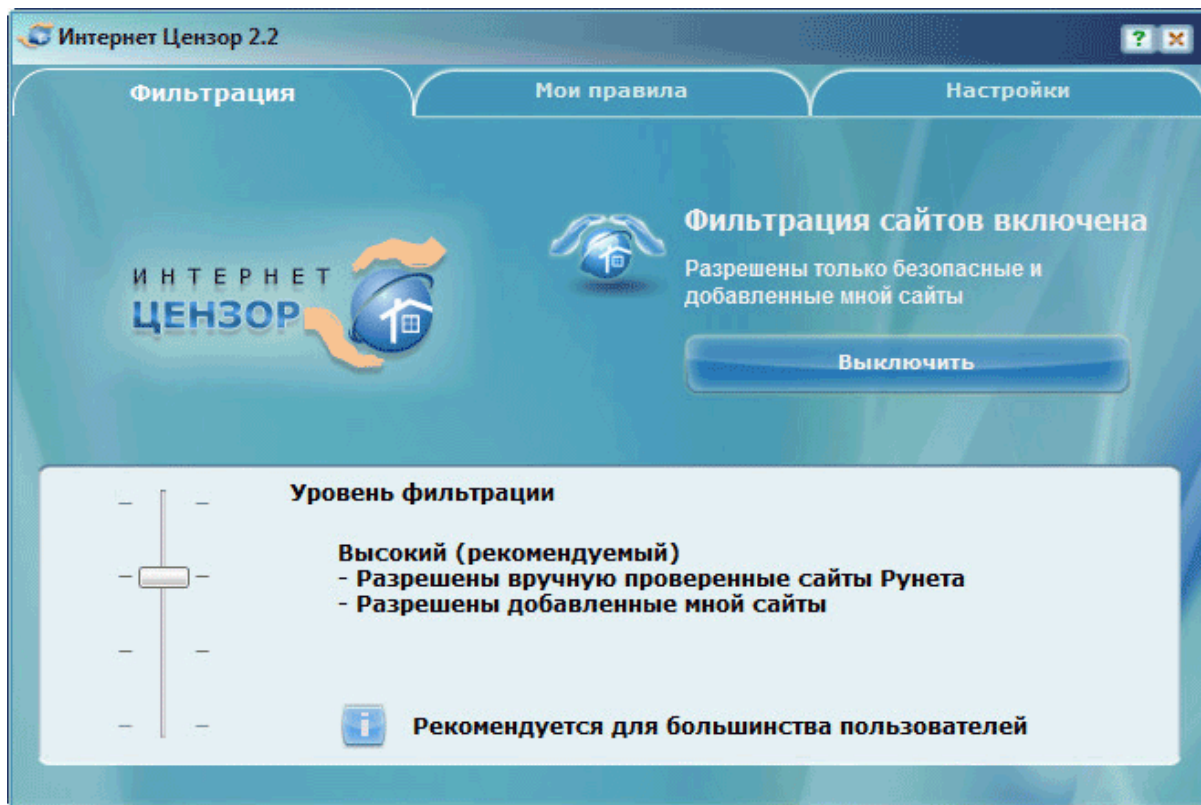 Интернет Цензор 2.2
?
Фильтрация
Мои правила
Настройки
ИНТЕРНЕТ
ЦЕНЗОР
Фильтрация сайтов включена
Разрешены только безопасные и
добавленные мной сайты
Выключить
Уровень фильтрации
Высокий (рекомендуемый)
- Разрешены вручную проверенные сайты Рунета
- Разрешены добавленные мной сайты
i
Рекомендуется для большинства пользователей